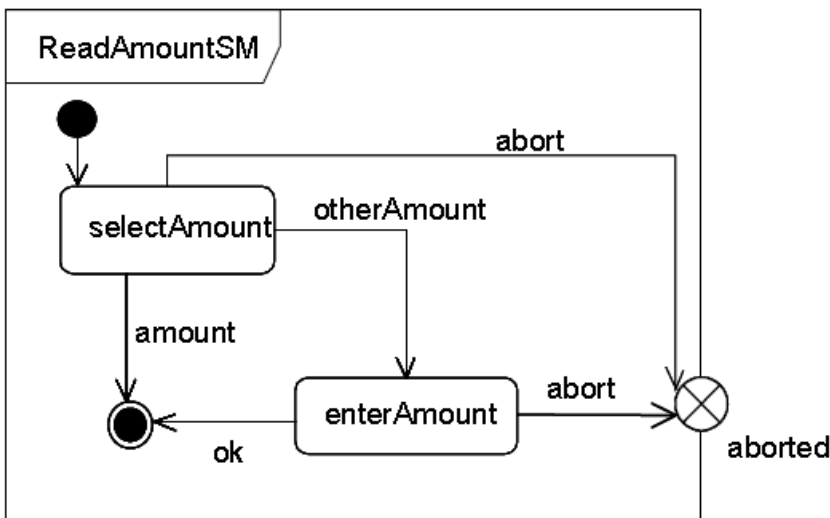 ReadAmountSM
abort
otherAmount
selectAmount
amount
abort
enterAmount
aborted
ok